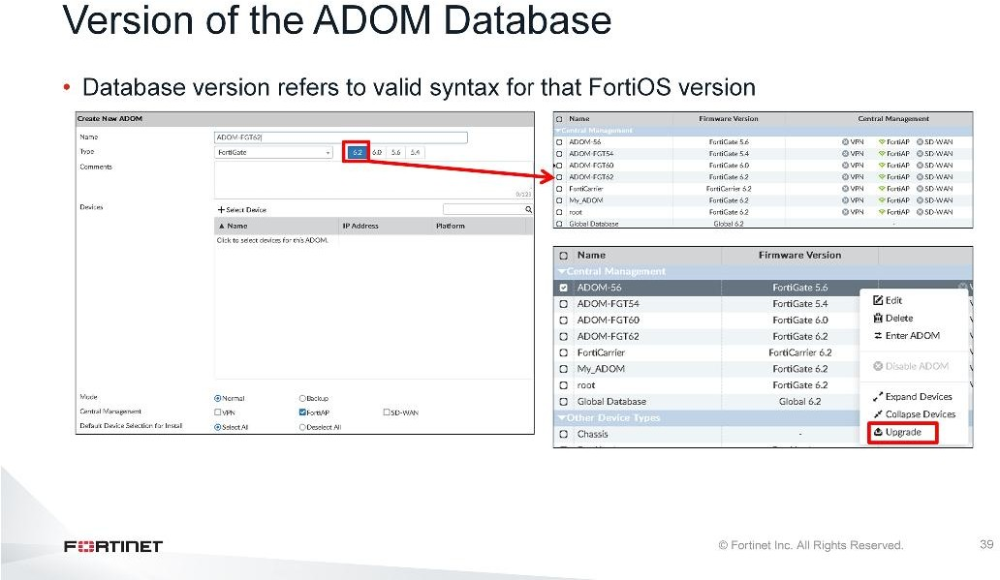 Version of the ADOM Database
• Database version refers to valid syntax for that FortiOS version
Create New ADOM
Name ADOM-FGT62
Type FortiGate 6.2 6.0 5.6 5.4
Comments
0/123
Devices + Select Device
▲ Name IP Address Platform
Click to select devices for this ADOM.
Mode Normal Backup
Central Management VPN FortiAP SD-WAN
Default Device Selection for Install Select All Deselect All
Name Firmware Version Central Management
Central Management
ADOM-56 FortiGate 5.6 VPN FortiAP SD-WAN
ADOM-FGT54 FortiGate 5.4 VPN FortiAP SD-WAN
ADOM-FGT60 FortiGate 6.0 VPN FortiAP SD-WAN
ADOM-FGT62 FortiGate 6.2 VPN FortiAP SD-WAN
FortiCarrier FortiCarrier 6.2 VPN FortiAP SD-WAN
My_ADOM FortiGate 6.2 VPN FortiAP SD-WAN
root FortiGate 6.2 VPN FortiAP SD-WAN
Global Database Global 6.2 -
Name Firmware Version
Central Management
ADOM-56 FortiGate 5.6
ADOM-FGT54 FortiGate 5.4
ADOM-FGT60 FortiGate 6.0
ADOM-FGT62 FortiGate 6.2
FortiCarrier FortiCarrier 6.2
My_ADOM FortiGate 6.2
root FortiGate 6.2
Global Database Global 6.2
Other Device Types
Chassis -
Edit
Delete
Enter ADOM
Disable ADOM
Expand Devices
Collapse Devices
Upgrade
FORTINET
© Fortinet Inc. All Rights Reserved. 39